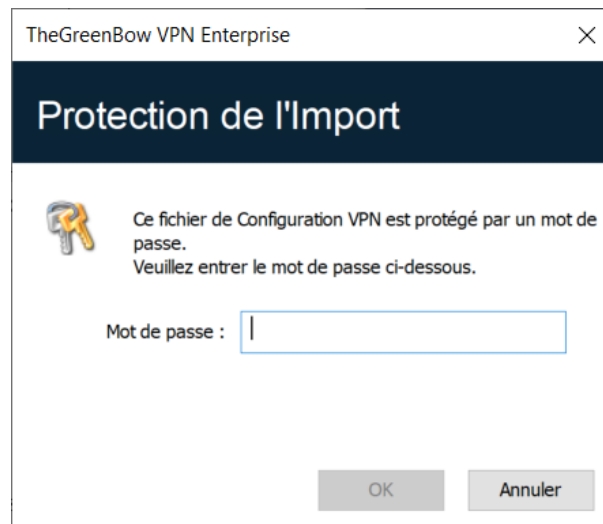 TheGreenBow VPN Enterprise
Protection de l'Import
Ce fichier de Configuration VPN est protégé par un mot de
passe.
Veuillez entrer le mot de passe ci-dessous.
Mot de passe :
OK
Annuler